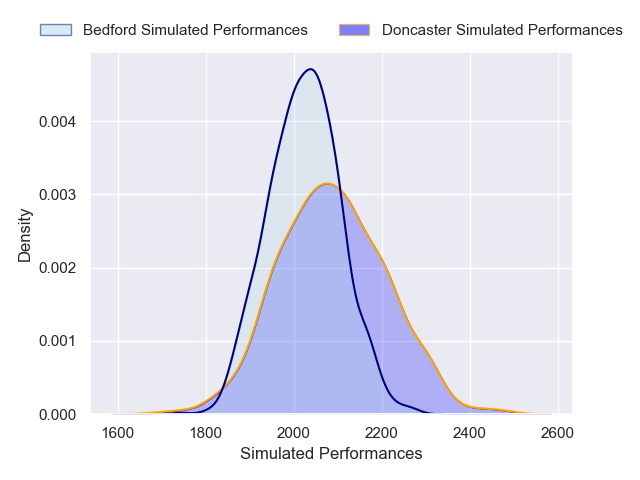 Bedford Simulated Performances
Doncaster Simulated Performances
0.004
0.003
0.002
0.001
0.000
Density
1600 1800 2000 2200 2400 2600
Simulated Performances